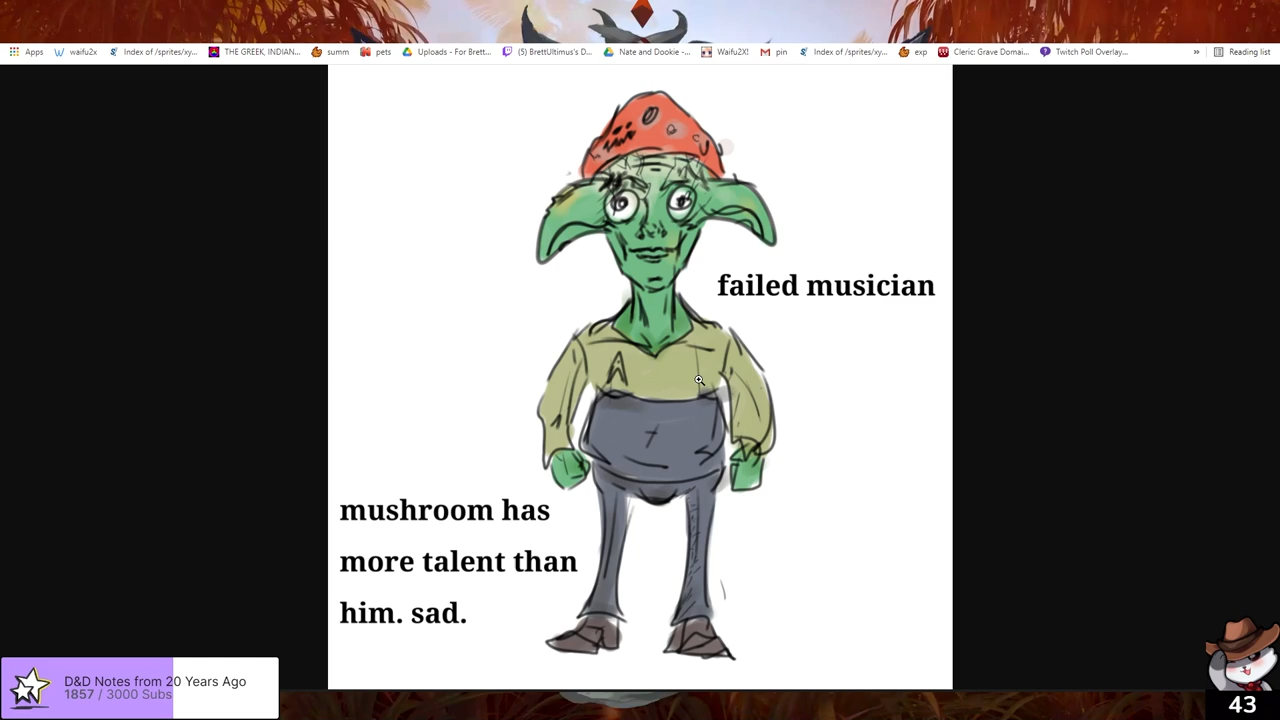 Apps waifu2x Index of /sprites/xy... THE GREEK, INDIAN... summ pets Uploads - For Brett... (5) BrettUltimus's D... Nate and Dookie -... Waifu2X! pin Index of /sprites/xy... exp Cleric: Grave Domai... Twitch Poll Overlay... » Reading list
failed musician
mushroom has
more talent than
him. sad.
D&D Notes from 20 Years Ago
1857 / 3000 Subs
43